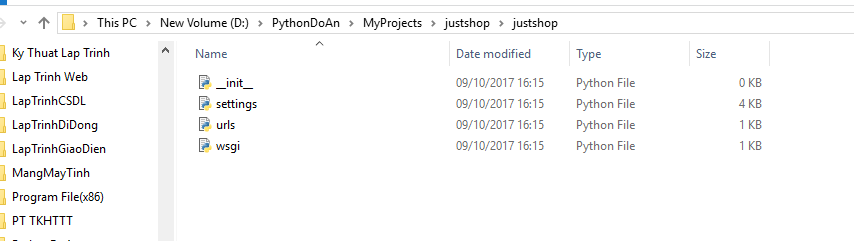 This PC > New Volume (D:) > PythonDoAn > MyProjects > justshop > justshop
Ky Thuat Lap Trinh
Lap Trinh Web
LapTrinhCSDL
LapTrinhDiDong
LapTrinhGiaoDien
MangMayTinh
Program File(x86)
PT TKHTTT
Name Date modified Type Size
__init__ 09/10/2017 16:15 Python File 0 KB
settings 09/10/2017 16:15 Python File 4 KB
urls 09/10/2017 16:15 Python File 1 KB
wsgi 09/10/2017 16:15 Python File 1 KB